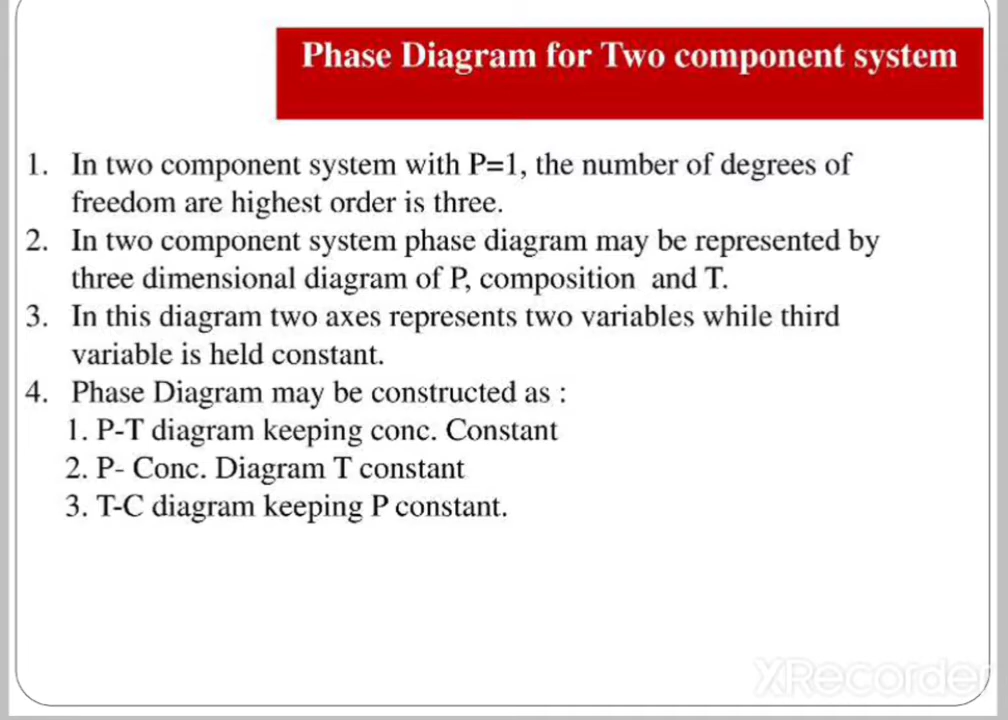 Phase Diagram for Two component system
1. In two component system with P=1, the number of degrees of
freedom are highest order is three.
2. In two component system phase diagram may be represented by
three dimensional diagram of P, composition and T.
3. In this diagram two axes represents two variables while third
variable is held constant.
4. Phase Diagram may be constructed as :
1. P-T diagram keeping conc. Constant
2. P- Conc. Diagram T constant
3. T-C diagram keeping P constant.
XRecorder